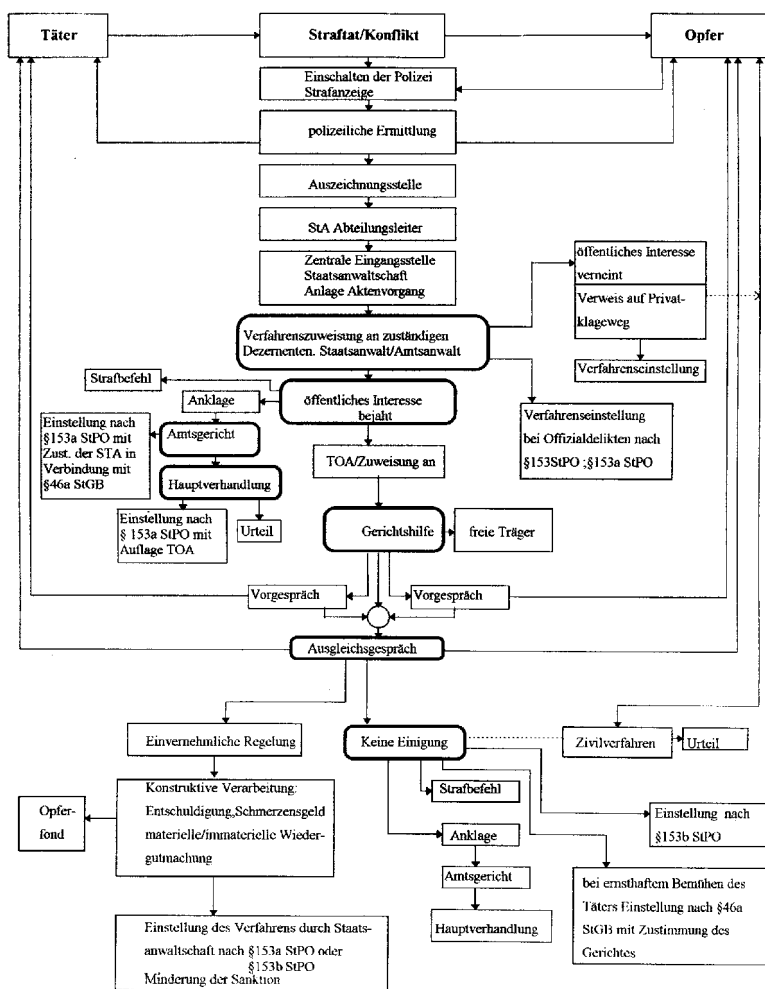 Täter
Straftat/Konflikt
Opfer
Einschalten der Polizei
Strafanzeige
polizeiliche Ermittlung
Auszeichnungsstelle
StA Abteilungsleiter
Zentrale Eingangsstelle
Staatsanwaltschaft
Anlage Aktenvorgang
öffentliches Interesse
verneint
Verweis auf Privat-
klageweg
Verfahrenseinstellung
Verfahrenszuweisung an zuständigen
Dezernenten. Staatsanwalt/Amtsanwalt
Strafbefehl
Anklage
öffentliches Interesse
bejaht
Verfahrenseinstellung
bei Offizialdelikten nach
§153StPO ;§153a StPO
Einstellung nach
§153a StPO mit
Zust. der STA in
Verbindung mit
§46a StGB
Amtsgericht
Hauptverhandlung
Einstellung nach
§ 153a StPO mit
Auflage TOA
Urteil
TOA/Zuweisung an
Gerichtshilfe
freie Träger
Vorgespräch
Vorgespräch
Ausgleichsgespräch
Einvernehmliche Regelung
Keine Einigung
Zivilverfahren
Urteil
Konstruktive Verarbeitung:
Entschuldigung,Schmerzensgeld
materielle/immaterielle Wieder-
gutmachung
Opfer-
fond
Strafbefehl
Anklage
Amtsgericht
Hauptverhandlung
Einstellung nach
§153b StPO
bei ernsthaftem Bemühen des
Täters Einstellung nach §46a
StGB mit Zustimmung des
Gerichtes
Einstellung des Verfahrens durch Staats-
anwaltschaft nach §153a StPO oder
§153b StPO
Minderung der Sanktion